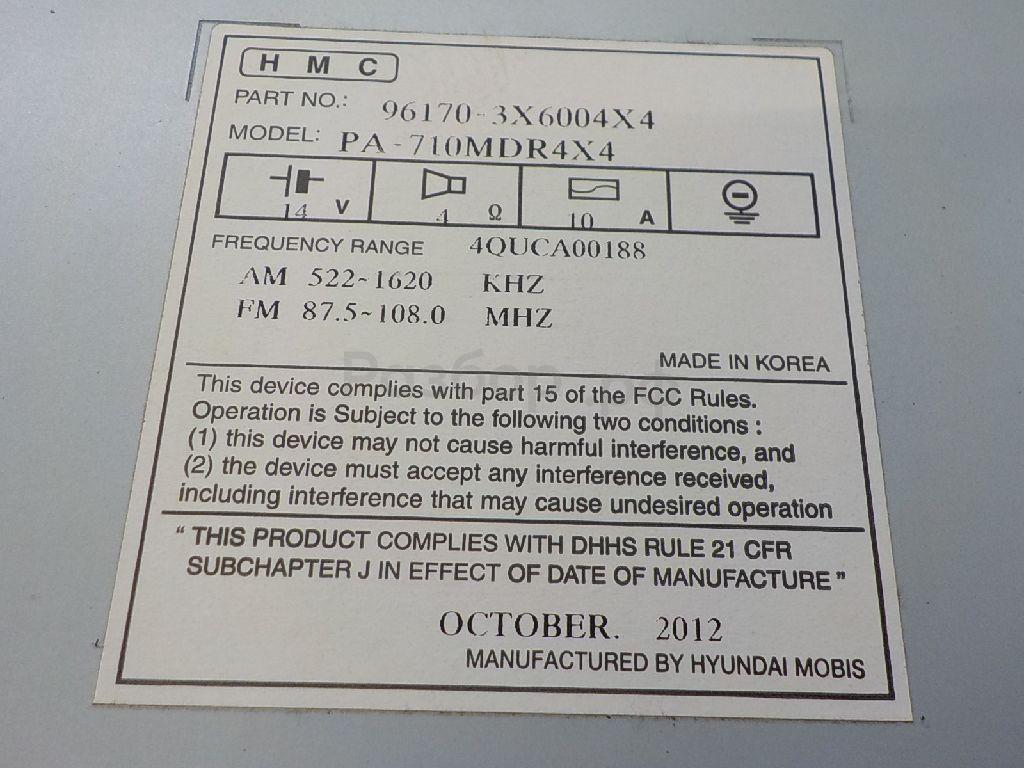 HMC
PART NO.: 96170-3X6004X4
MODEL: PA-710MDR4X4
14 V 4 Ω 10 A
FREQUENCY RANGE 4QUCA00188
AM 522~1620 KHZ
FM 87.5~108.0 MHZ
MADE IN KOREA
This device complies with part 15 of the FCC Rules.
Operation is Subject to the following two conditions :
(1) this device may not cause harmful interference, and
(2) the device must accept any interference received,
including interference that may cause undesired operation
“ THIS PRODUCT COMPLIES WITH DHHS RULE 21 CFR
SUBCHAPTER J IN EFFECT OF DATE OF MANUFACTURE ”
OCTOBER. 2012
MANUFACTURED BY HYUNDAI MOBIS